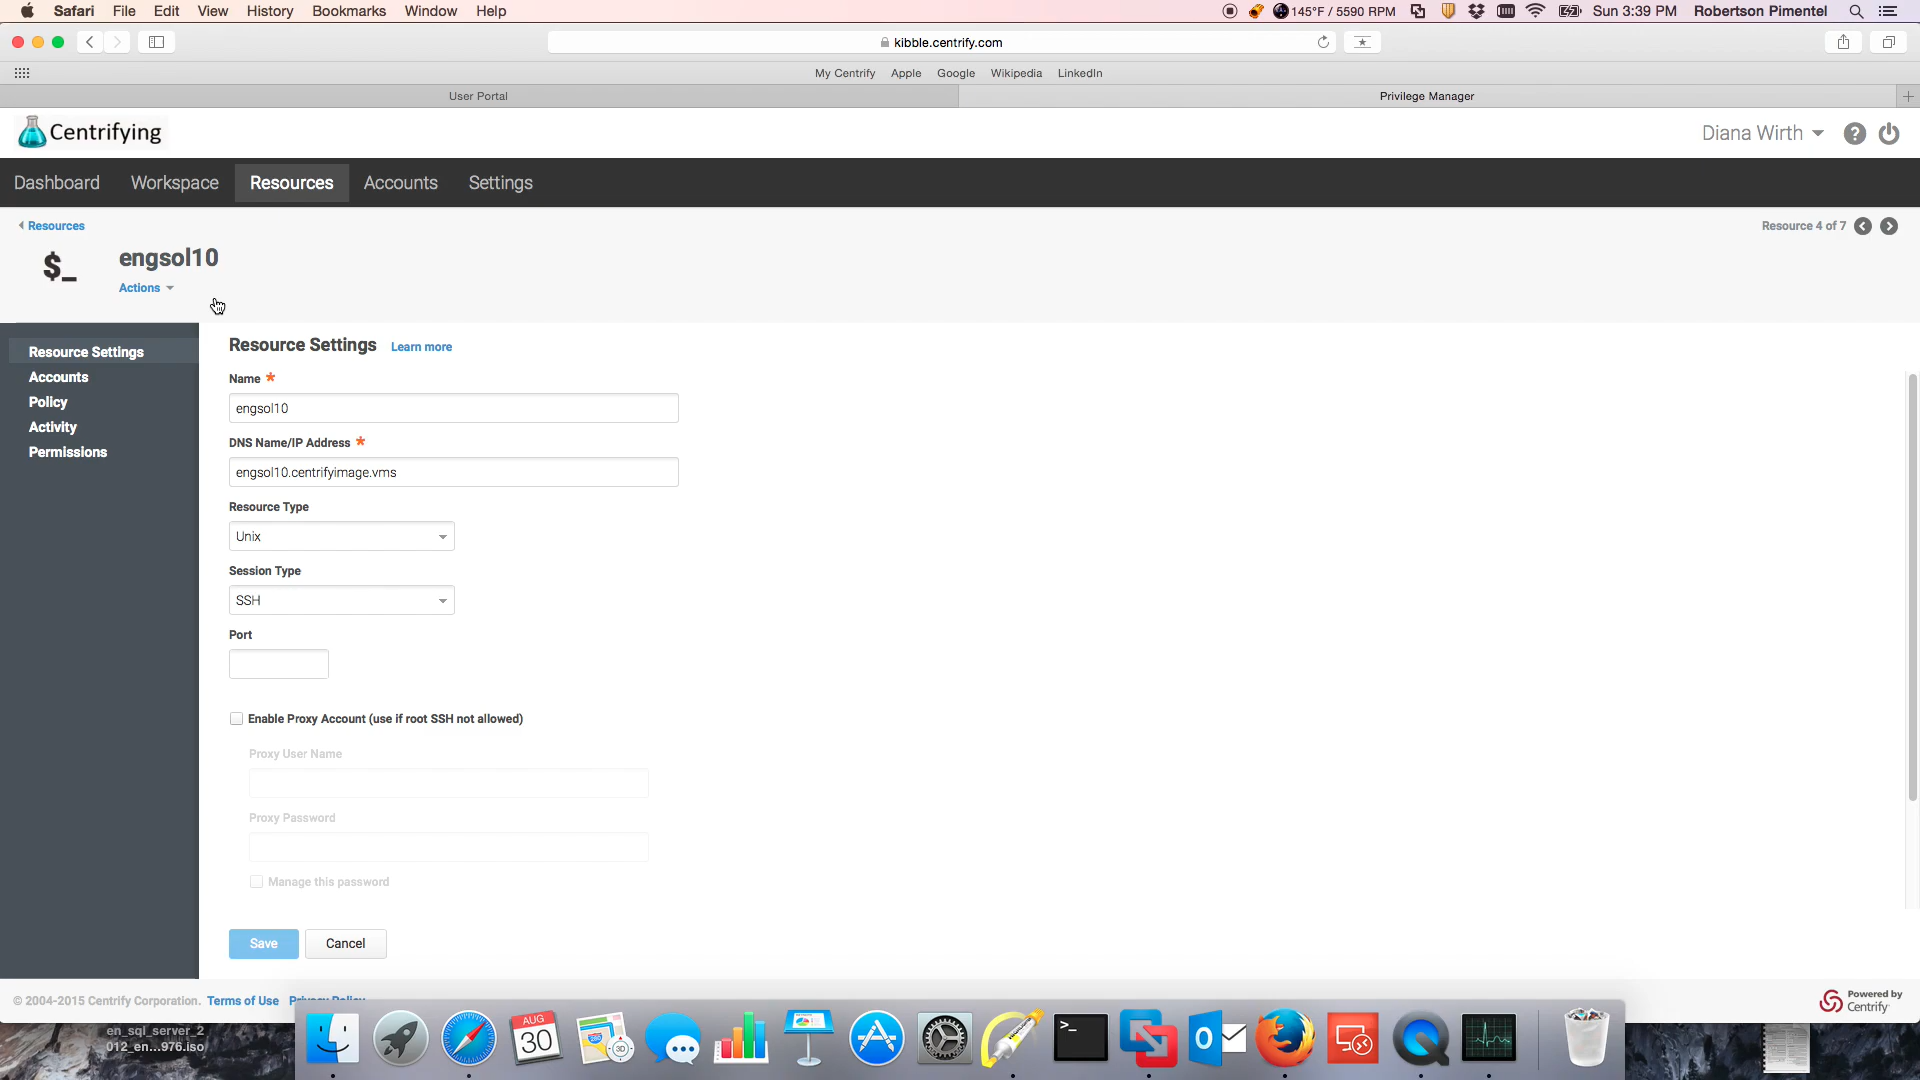 Safari File Edit View History Bookmarks Window Help 145°F / 5590 RPM Sun 3:39 PM Robertson Pimentel
kibble.centrify.com
My Centrify Apple Google Wikipedia LinkedIn
User Portal Privilege Manager
Centrifying Diana Wirth ?
Dashboard Workspace Resources Accounts Settings
Resources Resource 4 of 7
$_ engsol10
Actions
Resource Settings
Accounts
Policy
Activity
Permissions
Resource Settings Learn more
Name *
engsol10
DNS Name/IP Address *
engsol10.centrifyimage.vms
Resource Type
Unix
Session Type
SSH
Port
Enable Proxy Account (use if root SSH not allowed)
Proxy User Name
Proxy Password
Manage this password
Save Cancel
© 2004-2015 Centrify Corporation. Terms of Use Privacy Policy
Powered by
Centrify
en_sql_server_2
012_en...976.iso
AUG
30